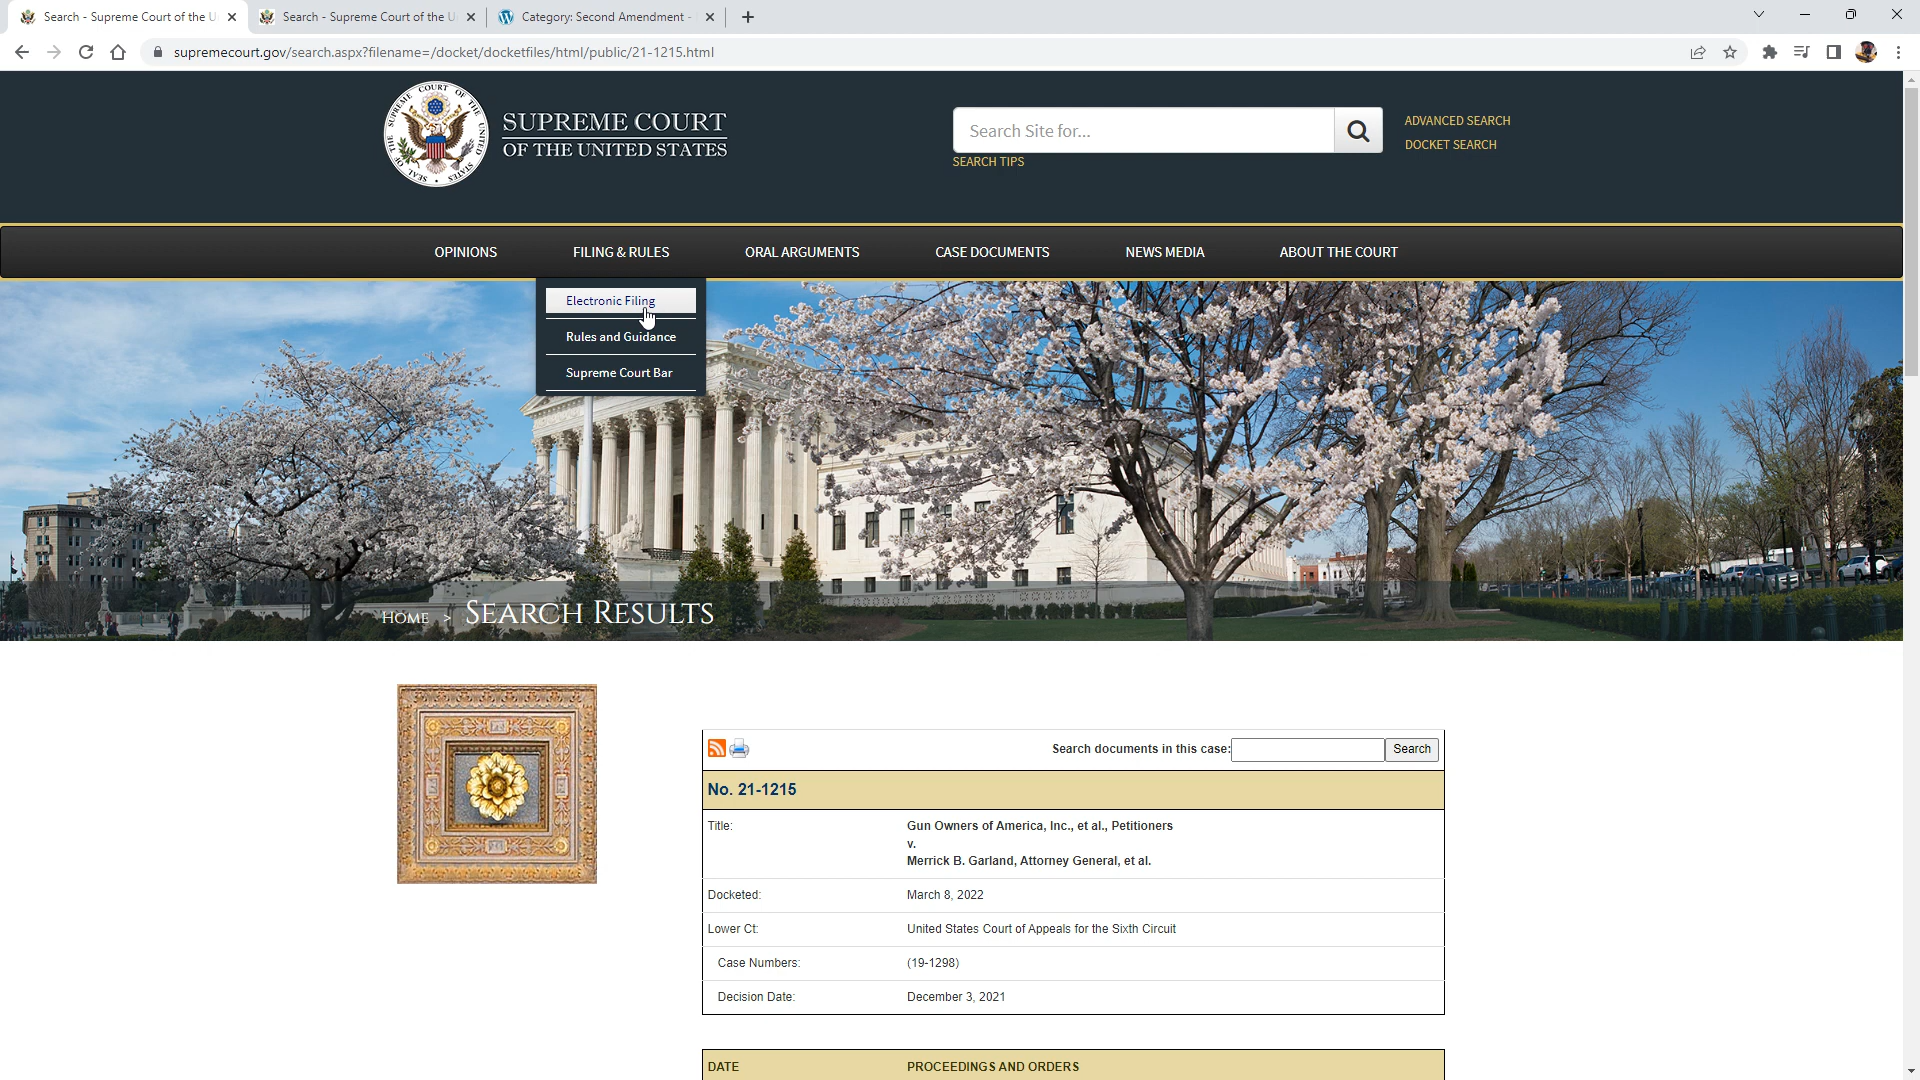 Search - Supreme Court of the U
Search - Supreme Court of the U
Category: Second Amendment -
supremecourt.gov/search.aspx?filename=/docket/docketfiles/html/public/21-1215.html
SUPREME COURT
OF THE UNITED STATES
Search Site for...
SEARCH TIPS
ADVANCED SEARCH
DOCKET SEARCH
OPINIONS
FILING & RULES
ORAL ARGUMENTS
CASE DOCUMENTS
NEWS MEDIA
ABOUT THE COURT
Electronic Filing
Rules and Guidance
Supreme Court Bar
HOME > SEARCH RESULTS
Search documents in this case:
Search
No. 21-1215
Title:
Gun Owners of America, Inc., et al., Petitioners
v.
Merrick B. Garland, Attorney General, et al.
Docketed:
March 8, 2022
Lower Ct:
United States Court of Appeals for the Sixth Circuit
Case Numbers:
(19-1298)
Decision Date:
December 3, 2021
DATE
PROCEEDINGS AND ORDERS